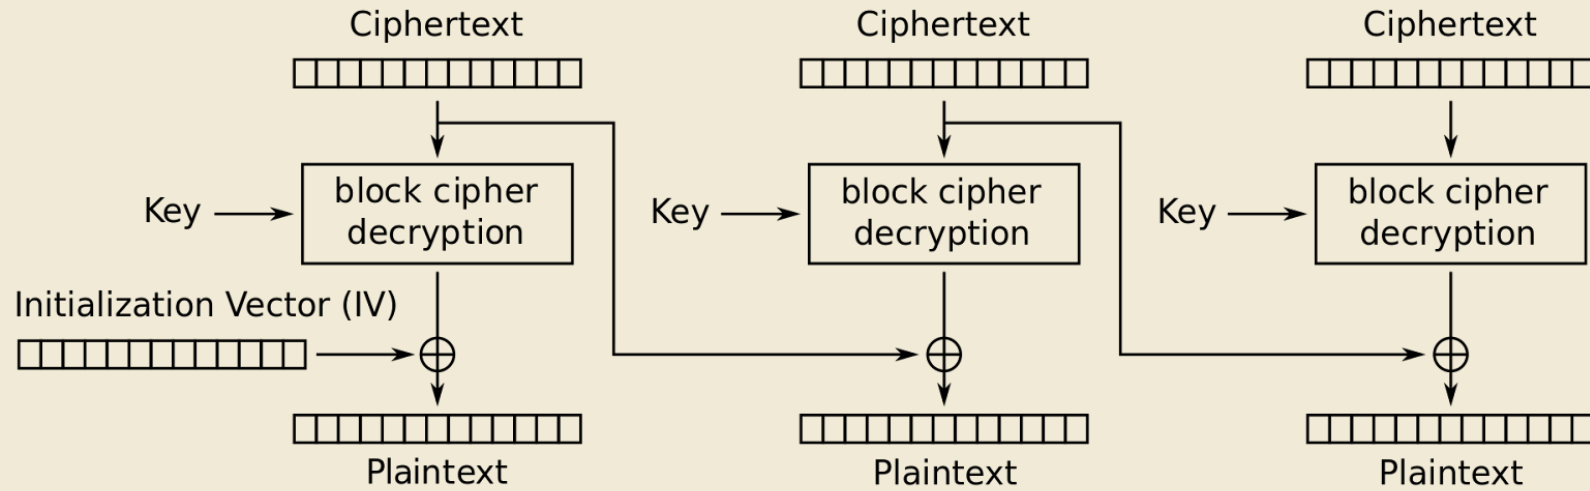 Ciphertext
Ciphertext
Ciphertext
Key
block cipher
decryption
Key
block cipher
decryption
Key
block cipher
decryption
Initialization Vector (IV)
Plaintext
Plaintext
Plaintext